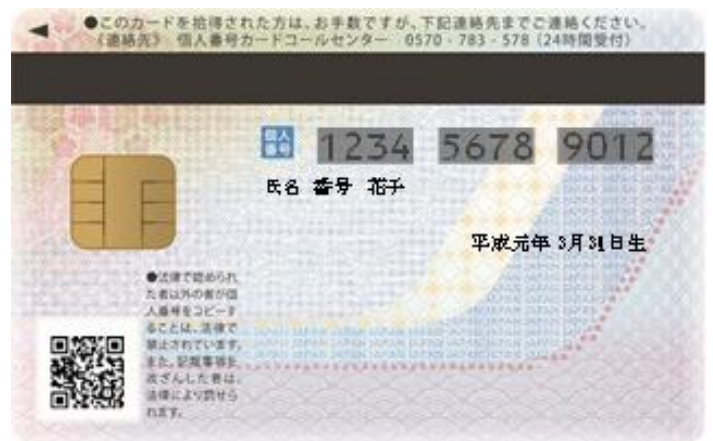 ●このカードを拾得された方は、お手数ですが、下記連絡先までご連絡ください。
《連絡先》 個人番号カードコールセンター 0570-783-578（24時間受付）
個人番号 1234 5678 9012
氏名 番号 花子
平成元年 3月31日生
●法律で認められ
た者以外の者が個
人番号をコピーす
ることは、法律で
禁止されています。
また、記載事項を
改ざんした者は、
法律により罰せら
れます。